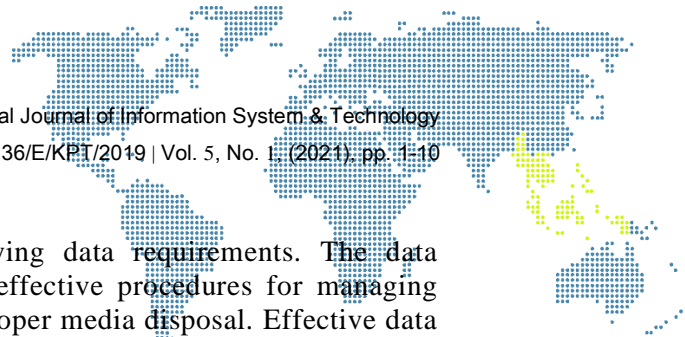 al Journal of Information System & Technology
36/E/KPT/2019 | Vol. 5, No. 1, (2021), pp. 1-10
ving data requirements. The data
effective procedures for managing
oper media disposal. Effective data